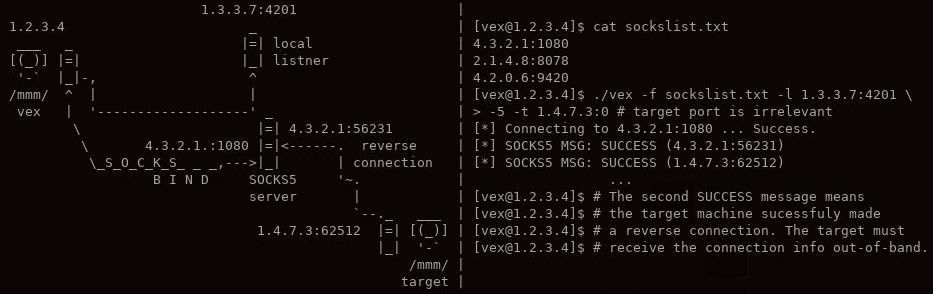 1.3.3.7:4201
1.2.3.4
local
listner
vex
4.3.2.1:56231
4.3.2.1.:1080
reverse
connection
S_O_C_K_S
B I N D
SOCKS5
server
1.4.7.3:62512
/mmm/
/mmm/
target
[vex@1.2.3.4]$ cat sockslist.txt
4.3.2.1:1080
2.1.4.8:8078
4.2.0.6:9420
[vex@1.2.3.4]$ ./vex -f sockslist.txt -l 1.3.3.7:4201 \
> -5 -t 1.4.7.3:0 # target port is irrelevant
[*] Connecting to 4.3.2.1:1080 ... Success.
[*] SOCKS5 MSG: SUCCESS (4.3.2.1:56231)
[*] SOCKS5 MSG: SUCCESS (1.4.7.3:62512)
...
[vex@1.2.3.4]$ # The second SUCCESS message means
[vex@1.2.3.4]$ # the target machine sucessfuly made
[vex@1.2.3.4]$ # a reverse connection. The target must
[vex@1.2.3.4]$ # receive the connection info out-of-band.